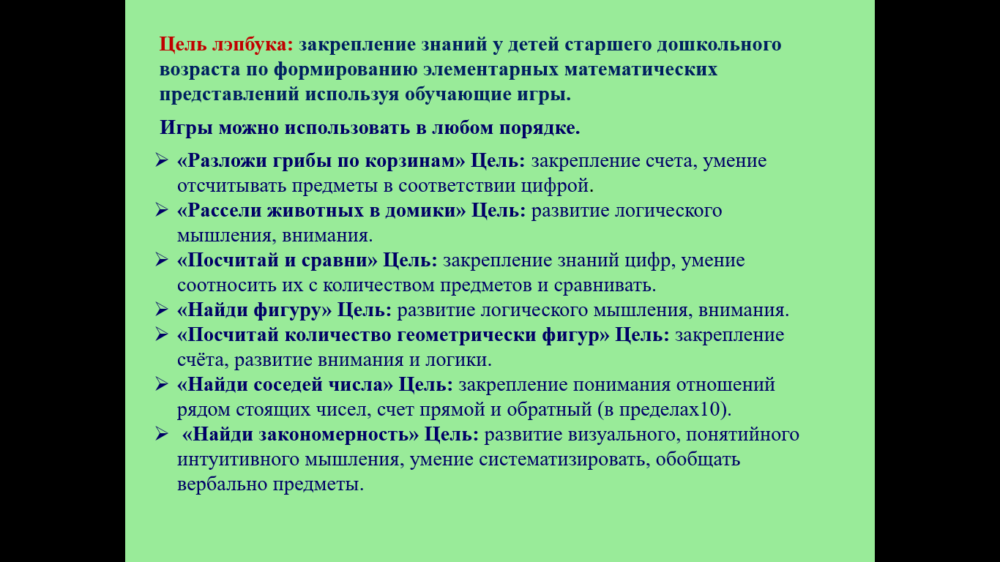 Цель лэпбука: закрепление знаний у детей старшего дошкольного
возраста по формированию элементарных математических
представлений используя обучающие игры.
Игры можно использовать в любом порядке.
➢ «Разложи грибы по корзинам» Цель: закрепление счета, умение
отсчитывать предметы в соответствии цифрой.
➢ «Рассели животных в домики» Цель: развитие логического
мышления, внимания.
➢ «Посчитай и сравни» Цель: закрепление знаний цифр, умение
соотносить их с количеством предметов и сравнивать.
➢ «Найди фигуру» Цель: развитие логического мышления, внимания.
➢ «Посчитай количество геометрически фигур» Цель: закрепление
счёта, развитие внимания и логики.
➢ «Найди соседей числа» Цель: закрепление понимания отношений
рядом стоящих чисел, счет прямой и обратный (в пределах10).
➢ «Найди закономерность» Цель: развитие визуального, понятийного
интуитивного мышления, умение систематизировать, обобщать
вербально предметы.